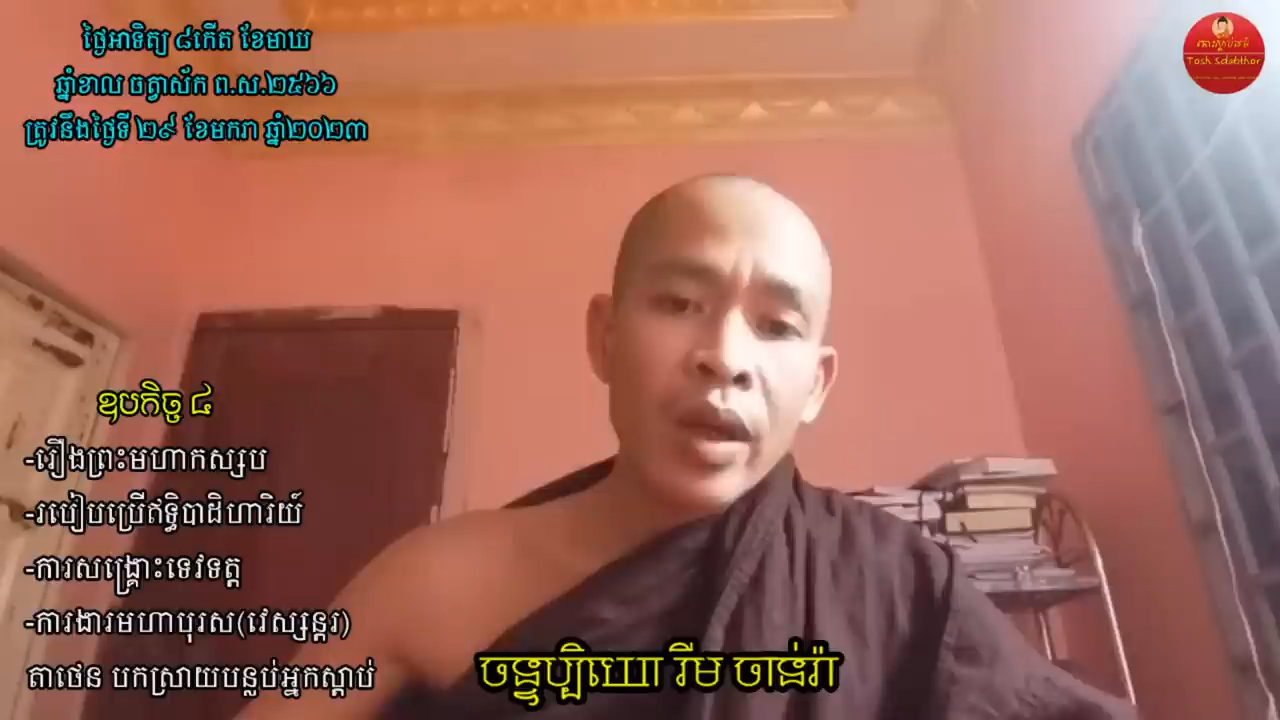 ថ្ងៃអាទិត្យ ៨កើត ខែមាឃ
ឆ្នាំខាល ចត្វាស័ក ព.ស.២៥៦៦
ត្រូវនឹងថ្ងៃទី ២៩ ខែមករា ឆ្នាំ២០២៣
Tosh Sdabthor
ឧបកិច្ច ៤
-រឿងព្រះមហាកស្សប
-របៀបប្រើឥទ្ធិបាដិហារិយ៍
-ការសង្គ្រោះទេវទត្ត
-ការងារមហាបុរស(វេស្សន្តរ)
តាថេន បកស្រាយបន្លប់អ្នកស្តាប់
ចន្ទប្បិយោ រីម ចាន់រ៉ា